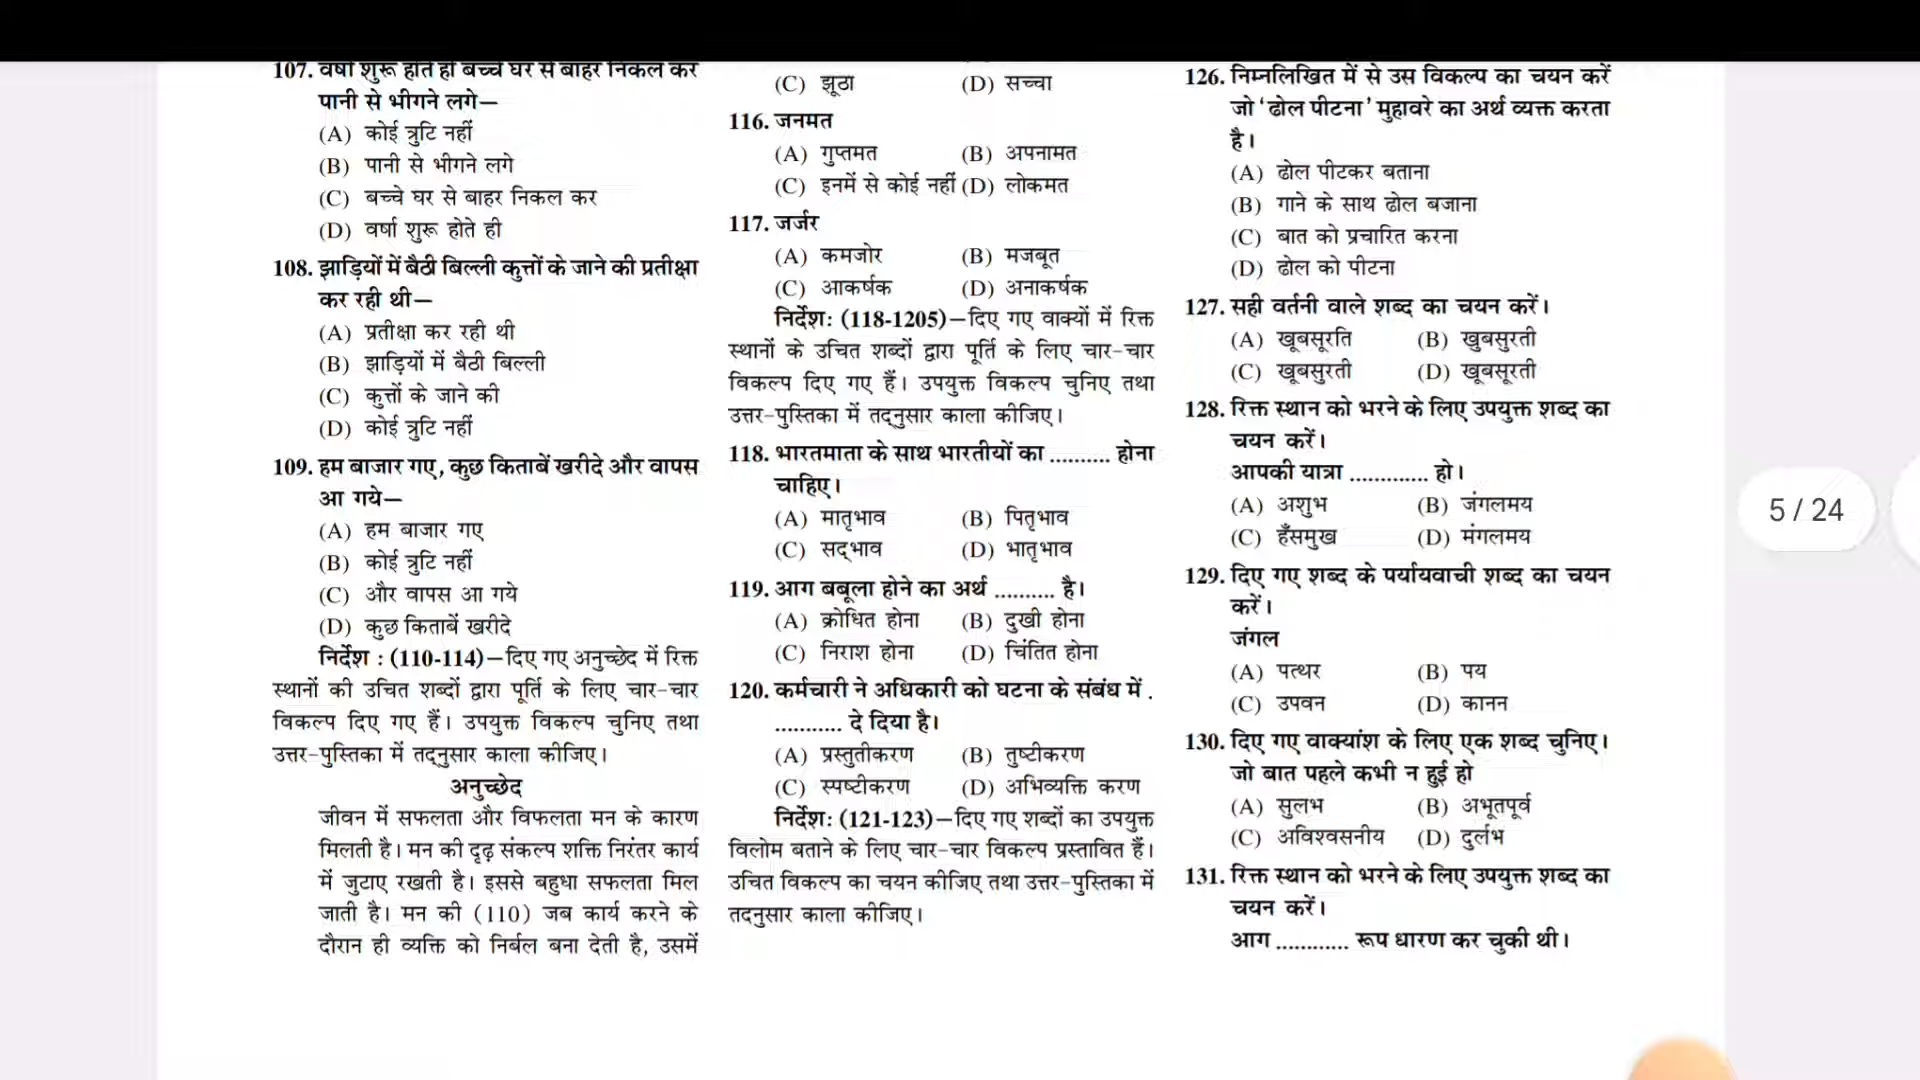 107. वर्षा शुरू होते ही बच्चे घर से बाहर निकल कर
पानी से भीगने लगे—
(A) कोई त्रुटि नहीं
(B) पानी से भीगने लगे
(C) बच्चे घर से बाहर निकल कर
(D) वर्षा शुरू होते ही
108. झाड़ियों में बैठी बिल्ली कुत्तों के जाने की प्रतीक्षा
कर रही थी—
(A) प्रतीक्षा कर रही थी
(B) झाड़ियों में बैठी बिल्ली
(C) कुत्तों के जाने की
(D) कोई त्रुटि नहीं
109. हम बाजार गए, कुछ किताबें खरीदे और वापस
आ गये—
(A) हम बाजार गए
(B) कोई त्रुटि नहीं
(C) और वापस आ गये
(D) कुछ किताबें खरीदे
निर्देश : (110-114)—दिए गए अनुच्छेद में रिक्त
स्थानों की उचित शब्दों द्वारा पूर्ति के लिए चार-चार
विकल्प दिए गए हैं। उपयुक्त विकल्प चुनिए तथा
उत्तर-पुस्तिका में तद्नुसार काला कीजिए।
अनुच्छेद
जीवन में सफलता और विफलता मन के कारण
मिलती है। मन की दृढ़ संकल्प शक्ति निरंतर कार्य
में जुटाए रखती है। इससे बहुधा सफलता मिल
जाती है। मन की (110) जब कार्य करने के
दौरान ही व्यक्ति को निर्बल बना देती है, उसमें
(C) झूठा (D) सच्चा
116. जनमत
(A) गुप्तमत (B) अपनामत
(C) इनमें से कोई नहीं (D) लोकमत
117. जर्जर
(A) कमजोर (B) मजबूत
(C) आकर्षक (D) अनाकर्षक
निर्देश: (118-1205)—दिए गए वाक्यों में रिक्त
स्थानों के उचित शब्दों द्वारा पूर्ति के लिए चार-चार
विकल्प दिए गए हैं। उपयुक्त विकल्प चुनिए तथा
उत्तर-पुस्तिका में तद्नुसार काला कीजिए।
118. भारतमाता के साथ भारतीयों का .......... होना
चाहिए।
(A) मातृभाव (B) पितृभाव
(C) सद्भाव (D) भातृभाव
119. आग बबूला होने का अर्थ .......... है।
(A) क्रोधित होना (B) दुखी होना
(C) निराश होना (D) चिंतित होना
120. कर्मचारी ने अधिकारी को घटना के संबंध में .
........... दे दिया है।
(A) प्रस्तुतीकरण (B) तुष्टीकरण
(C) स्पष्टीकरण (D) अभिव्यक्ति करण
निर्देश: (121-123)—दिए गए शब्दों का उपयुक्त
विलोम बताने के लिए चार-चार विकल्प प्रस्तावित हैं।
उचित विकल्प का चयन कीजिए तथा उत्तर-पुस्तिका में
तदनुसार काला कीजिए।
126. निम्नलिखित में से उस विकल्प का चयन करें
जो ‘ढोल पीटना’ मुहावरे का अर्थ व्यक्त करता
है।
(A) ढोल पीटकर बताना
(B) गाने के साथ ढोल बजाना
(C) बात को प्रचारित करना
(D) ढोल को पीटना
127. सही वर्तनी वाले शब्द का चयन करें।
(A) खूबसूरति (B) खुबसुरती
(C) खूबसुरती (D) खूबसूरती
128. रिक्त स्थान को भरने के लिए उपयुक्त शब्द का
चयन करें।
आपकी यात्रा ............. हो।
(A) अशुभ (B) जंगलमय
(C) हँसमुख (D) मंगलमय
129. दिए गए शब्द के पर्यायवाची शब्द का चयन
करें।
जंगल
(A) पत्थर (B) पय
(C) उपवन (D) कानन
130. दिए गए वाक्यांश के लिए एक शब्द चुनिए।
जो बात पहले कभी न हुई हो
(A) सुलभ (B) अभूतपूर्व
(C) अविश्वसनीय (D) दुर्लभ
131. रिक्त स्थान को भरने के लिए उपयुक्त शब्द का
चयन करें।
आग ............ रूप धारण कर चुकी थी।
5 / 24